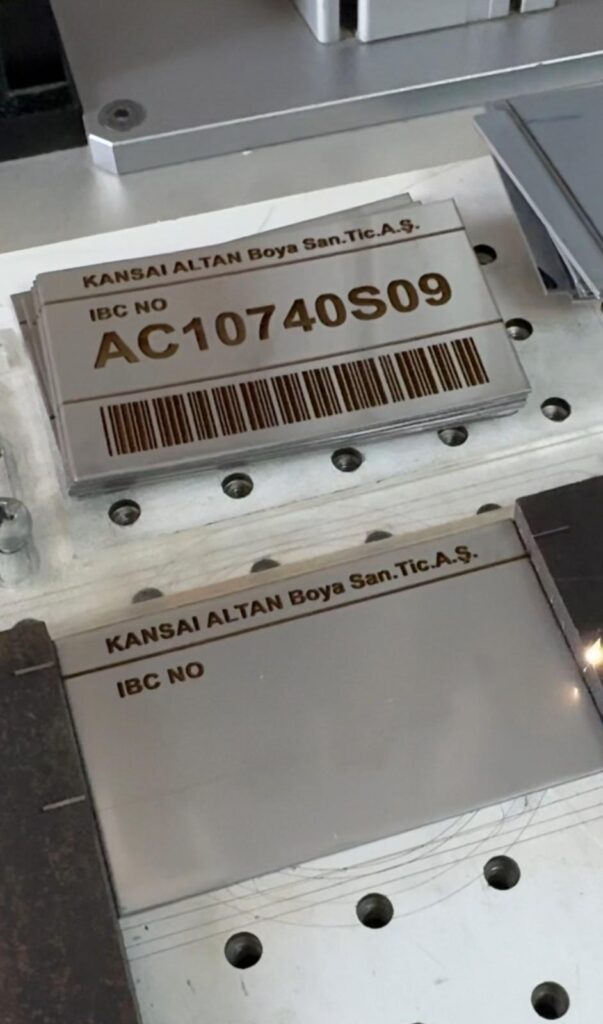 KANSAI ALTAN Boya San.Tic.A.Ş.
IBC NO
AC10740S09
KANSAI ALTAN Boya San.Tic.A.Ş.
IBC NO